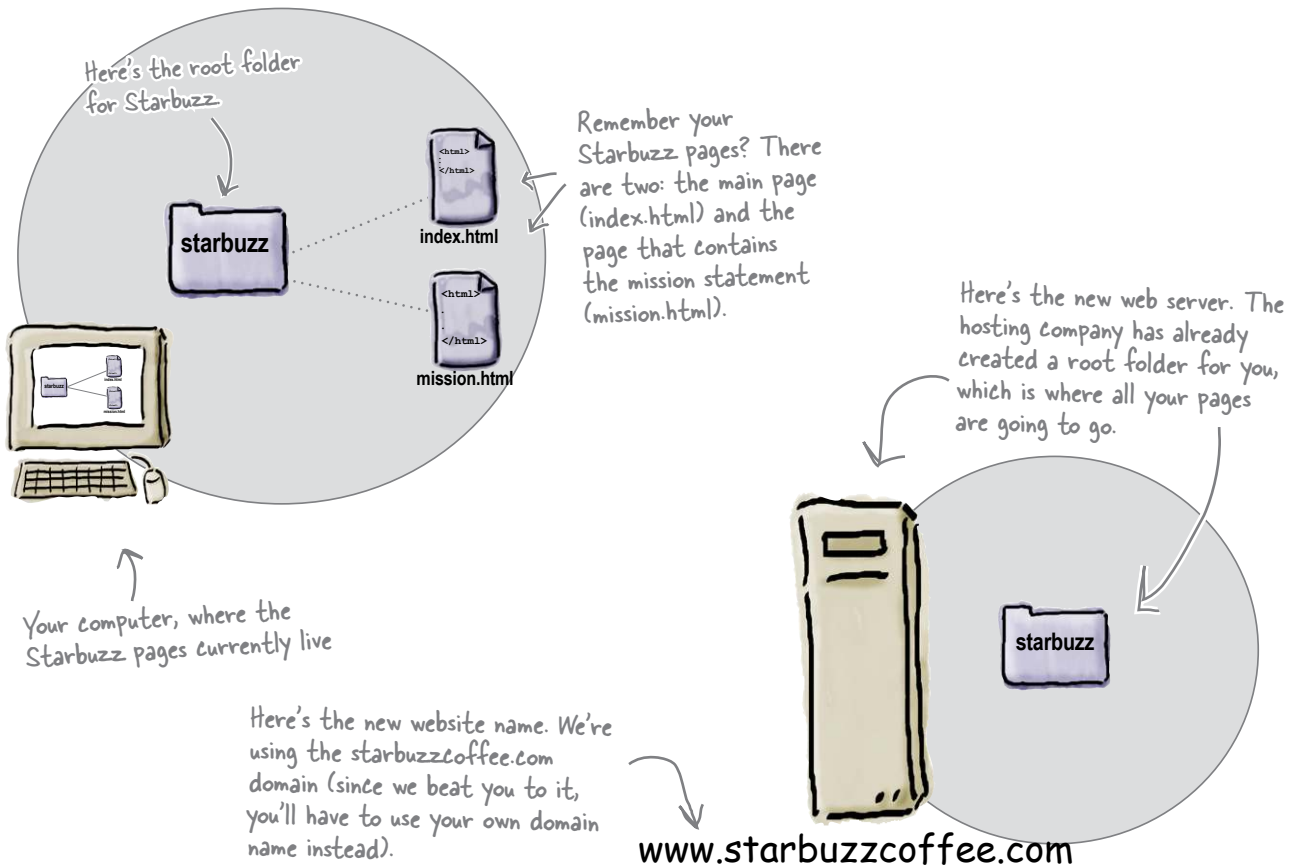 Here's the root folder
for Starbuzz
starbuzz
<html>
.
</html>
index.html
<html>
.
.
</html>
mission.html
Remember your
Starbuzz pages? There
are two: the main page
(index.html) and the
page that contains
the mission statement
(mission.html).
starbuzz
index.html
mission.html
Your computer, where the
Starbuzz pages currently live
Here's the new web server. The
hosting company has already
created a root folder for you,
which is where all your pages
are going to go.
starbuzz
Here's the new website name. We're
using the starbuzzcoffee.com
domain (since we beat you to it,
you'll have to use your own domain
name instead).
www.starbuzzcoffee.com